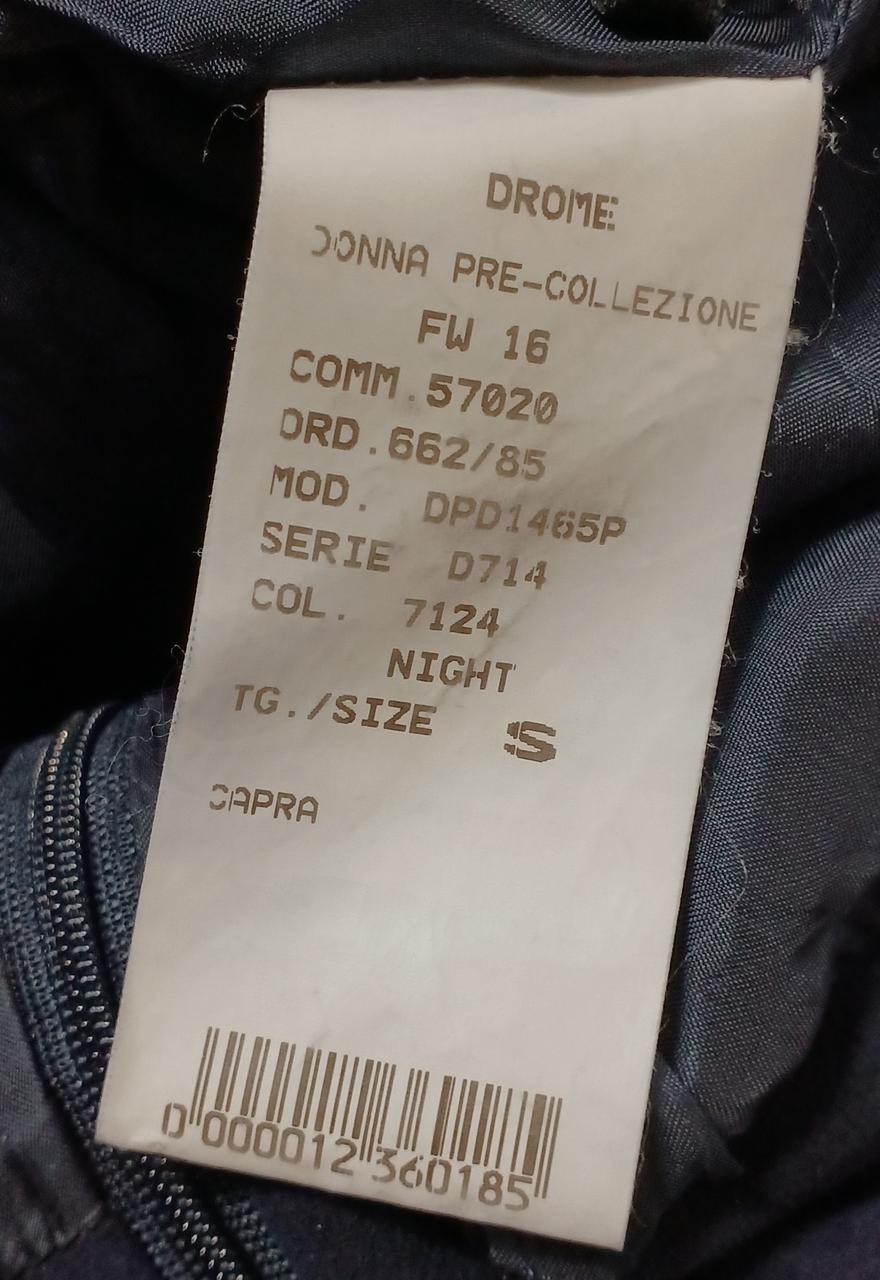 DROME
DONNA PRE-COLLEZIONE
FW 16
COMM.57020
ORD.662/85
MOD. DPD1465P
SERIE D714
COL. 7124
NIGHT
TG./SIZE S
CAPRA
0 000012 360185